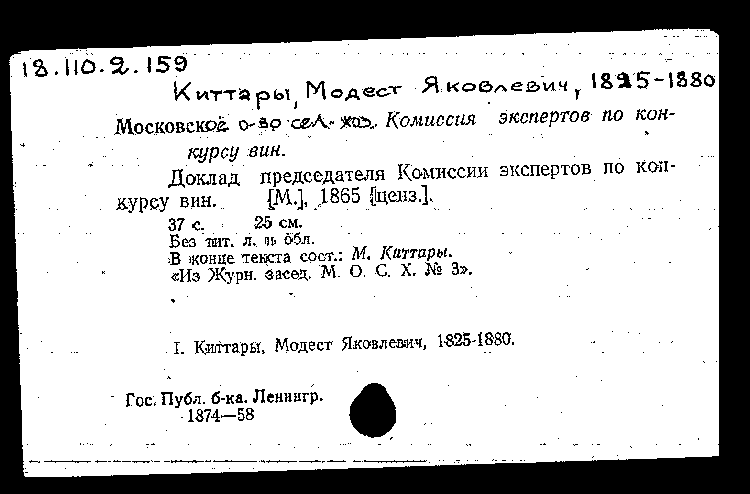 18.110.2.159
Киттары, Модест Яковлевич, 1825-1880
Московское о-во сел. хоз. Комиссия экспертов по кон-
курсу вин.
Доклад председателя Комиссии экспертов по кон-
курсу вин. [М.], 1865 [ценз.].
37 с. 25 см.
Без тит. л. и обл.
В конце текста сост.: М. Киттары.
«Из Журн. засед. М. О. С. Х. № 3».
I. Киттары, Модест Яковлевич, 1825-1880.
Гос. Публ. б-ка. Ленингр.
1874—58